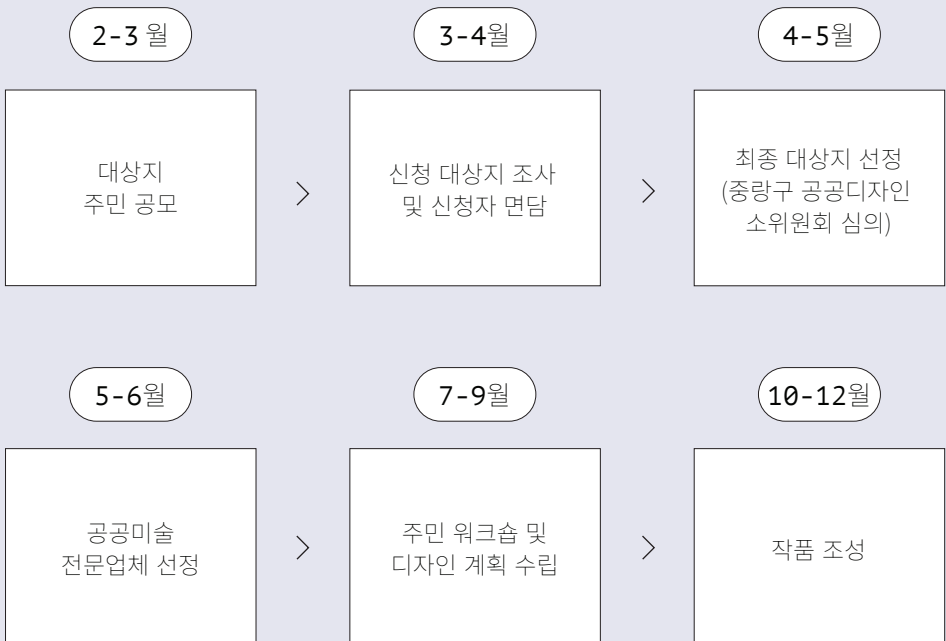 2-3 월
3-4월
4-5월
대상지
주민 공모
>
신청 대상지 조사
및 신청자 면담
>
최종 대상지 선정
(중랑구 공공디자인
소위원회 심의)
5-6월
7-9월
10-12월
공공미술
전문업체 선정
>
주민 워크숍 및
디자인 계획 수립
>
작품 조성